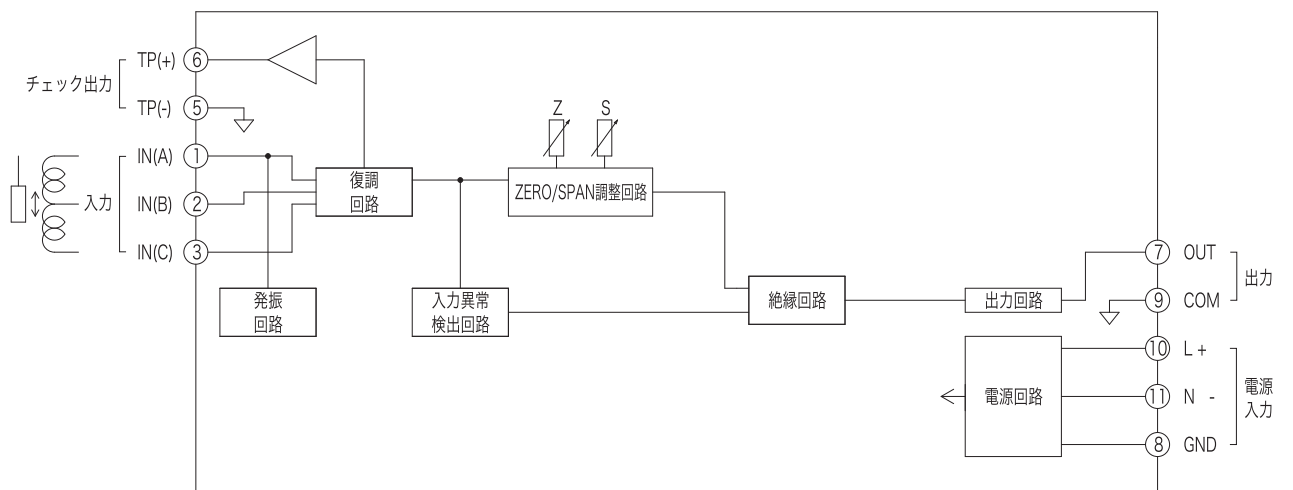 チェック出力
TP(+) 6
TP(-) 5
入力
IN(A) 1
IN(B) 2
IN(C) 3
復調
回路
発振
回路
入力異常
検出回路
Z
S
ZERO/SPAN調整回路
絶縁回路
出力回路
電源回路
7 OUT
9 COM
出力
10 L +
11 N -
8 GND
電源
入力